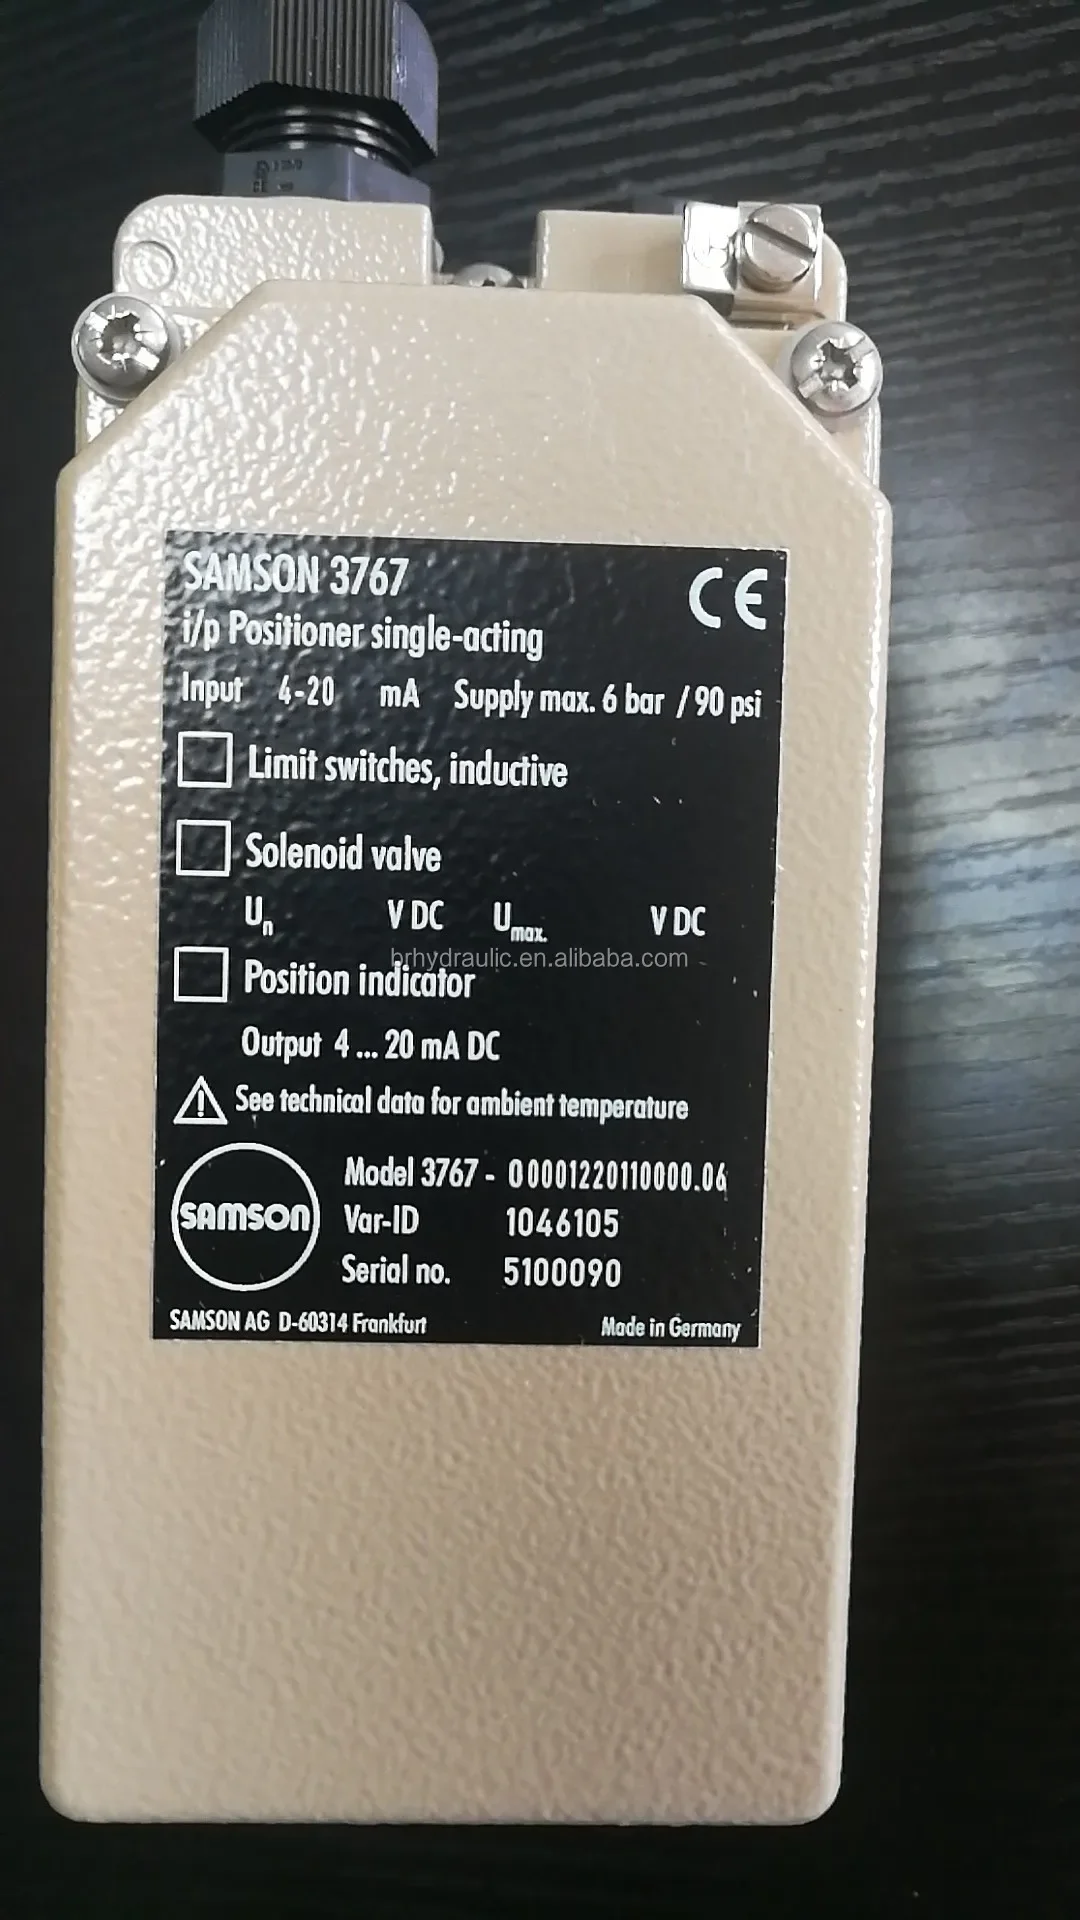 SAMSON 3767
CE
i/p Positioner single-acting
Input 4-20 mA Supply max. 6 bar / 90 psi
Limit switches, inductive
Solenoid valve
Un V DC Umax. V DC
brhydraulic.en.alibaba.com
Position indicator
Output 4 ... 20 mA DC
See technical data for ambient temperature
Model 3767 - 00001220110000.06
SAMSON
Var-ID 1046105
Serial no. 5100090
SAMSON AG D-60314 Frankfurt Made in Germany